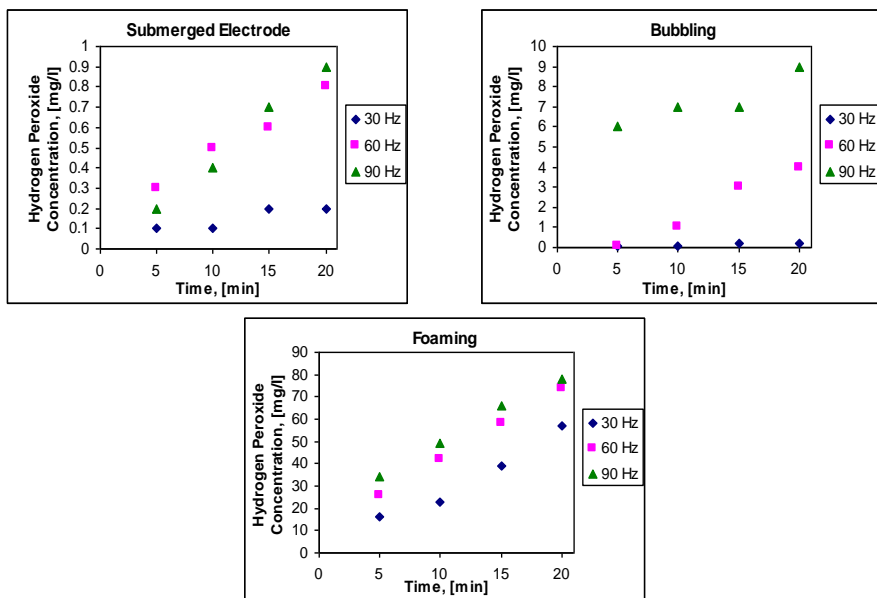 Submerged Electrode
Hydrogen Peroxide
Concentration, [mg/l]
1
0.9
0.8
0.7
0.6
0.5
0.4
0.3
0.2
0.1
0
0 5 10 15 20
Time, [min]
30 Hz
60 Hz
90 Hz
Bubbling
Hydrogen Peroxide
Concentration, [mg/l]
10
9
8
7
6
5
4
3
2
1
0
0 5 10 15 20
Time, [min]
30 Hz
60 Hz
90 Hz
Foaming
Hydrogen Peroxide
Concentration, [mg/l]
90
80
70
60
50
40
30
20
10
0
0 5 10 15 20
Time, [min]
30 Hz
60 Hz
90 Hz